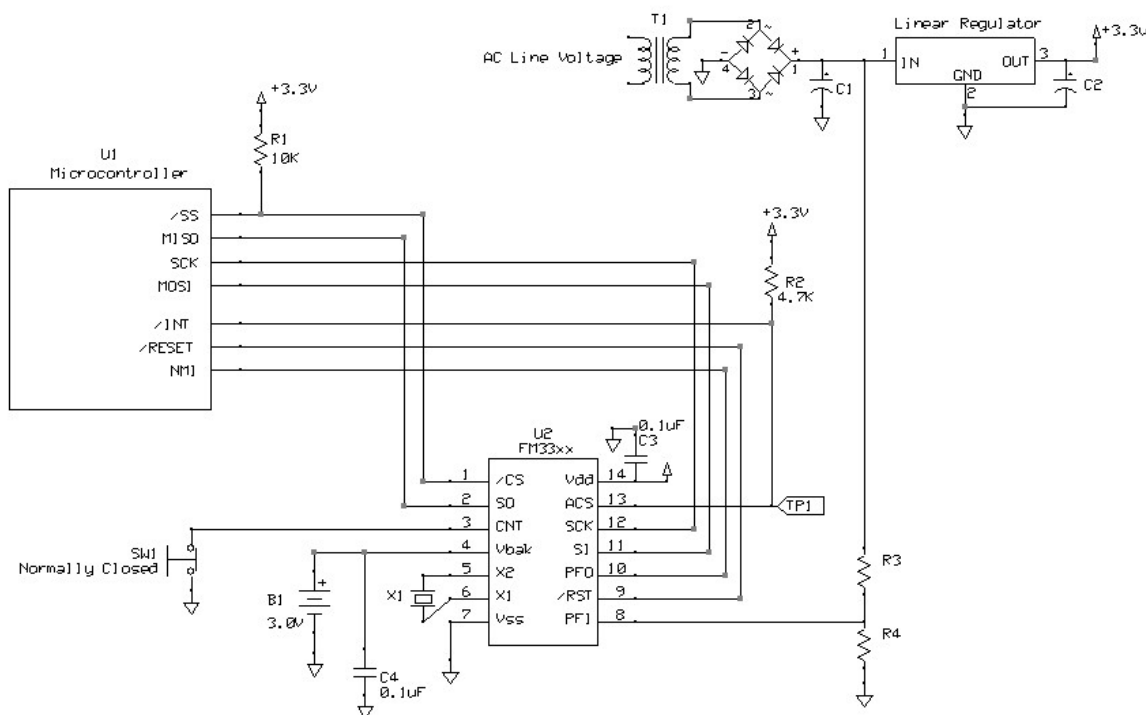 T1
AC Line Voltage
2
~
-
4
+
1
3
~
C1
Linear Regulator
1
IN
OUT
3
GND
2
+3.3V
C2
+3.3V
R1
10K
U1
Microcontroller
/SS
MISO
SCK
MOSI
/INT
/RESET
NMI
+3.3V
R2
4.7K
0.1uF
C3
U2
FM33xx
1
/CS
Vdd
14
2
SO
ACS
13
TP1
3
CNT
SCK
12
4
Vbak
SI
11
5
X2
PFO
10
6
X1
/RST
9
7
Vss
PFI
8
SW1
Normally Closed
B1
+
3.0V
X1
C4
0.1uF
R3
R4